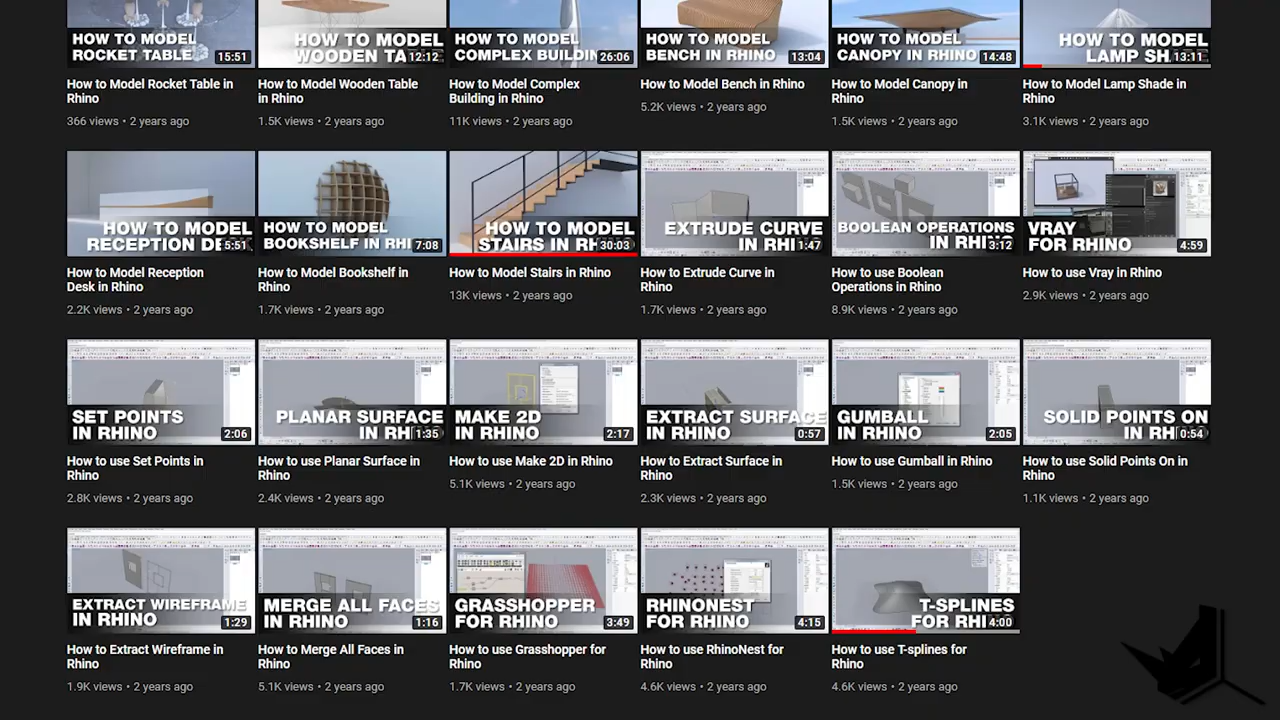 HOW TO MODEL
ROCKET TABLE
15:51
How to Model Rocket Table in
Rhino
366 views • 2 years ago
HOW TO MODEL
WOODEN TA
12:12
How to Model Wooden Table
in Rhino
1.5K views • 2 years ago
HOW TO MODEL
COMPLEX BUILDIN
26:06
How to Model Complex
Building in Rhino
11K views • 2 years ago
HOW TO MODEL
BENCH IN RHINO
13:04
How to Model Bench in Rhino
5.2K views • 2 years ago
HOW TO MODEL
CANOPY IN RHINO
14:48
How to Model Canopy in
Rhino
1.5K views • 2 years ago
HOW TO MODEL
LAMP SH
13:11
How to Model Lamp Shade in
Rhino
3.1K views • 2 years ago
HOW TO MODEL
RECEPTION DE
5:51
How to Model Reception
Desk in Rhino
2.2K views • 2 years ago
HOW TO MODEL
BOOKSHELF IN RHI
7:08
How to Model Bookshelf in
Rhino
1.7K views • 2 years ago
HOW TO MODEL
STAIRS IN RH
30:03
How to Model Stairs in Rhino
13K views • 2 years ago
EXTRUDE CURVE
IN RHI
1:47
How to Extrude Curve in
Rhino
1.7K views • 2 years ago
BOOLEAN OPERATIONS
IN RHI
3:12
How to use Boolean
Operations in Rhino
8.9K views • 2 years ago
VRAY
FOR RHINO
4:59
How to use Vray in Rhino
2.9K views • 2 years ago
SET POINTS
IN RHINO
2:06
How to use Set Points in
Rhino
2.8K views • 2 years ago
PLANAR SURFACE
IN RH
1:35
How to use Planar Surface in
Rhino
2.4K views • 2 years ago
MAKE 2D
IN RHINO
2:17
How to use Make 2D in Rhino
5.1K views • 2 years ago
EXTRACT SURFACE
IN RHINO
0:57
How to Extract Surface in
Rhino
2.3K views • 2 years ago
GUMBALL
IN RHINO
2:05
How to use Gumball in Rhino
1.5K views • 2 years ago
SOLID POINTS ON
IN RH
0:54
How to use Solid Points On in
Rhino
1.1K views • 2 years ago
EXTRACT WIREFRAME
IN RHINO
1:29
How to Extract Wireframe in
Rhino
1.9K views • 2 years ago
MERGE ALL FACES
IN RHINO
1:16
How to Merge All Faces in
Rhino
5.1K views • 2 years ago
GRASSHOPPER
FOR RHINO
3:49
How to use Grasshopper for
Rhino
1.7K views • 2 years ago
RHINONEST
FOR RHINO
4:15
How to use RhinoNest for
Rhino
4.6K views • 2 years ago
T-SPLINES
FOR RHI
4:00
How to use T-splines for
Rhino
4.6K views • 2 years ago